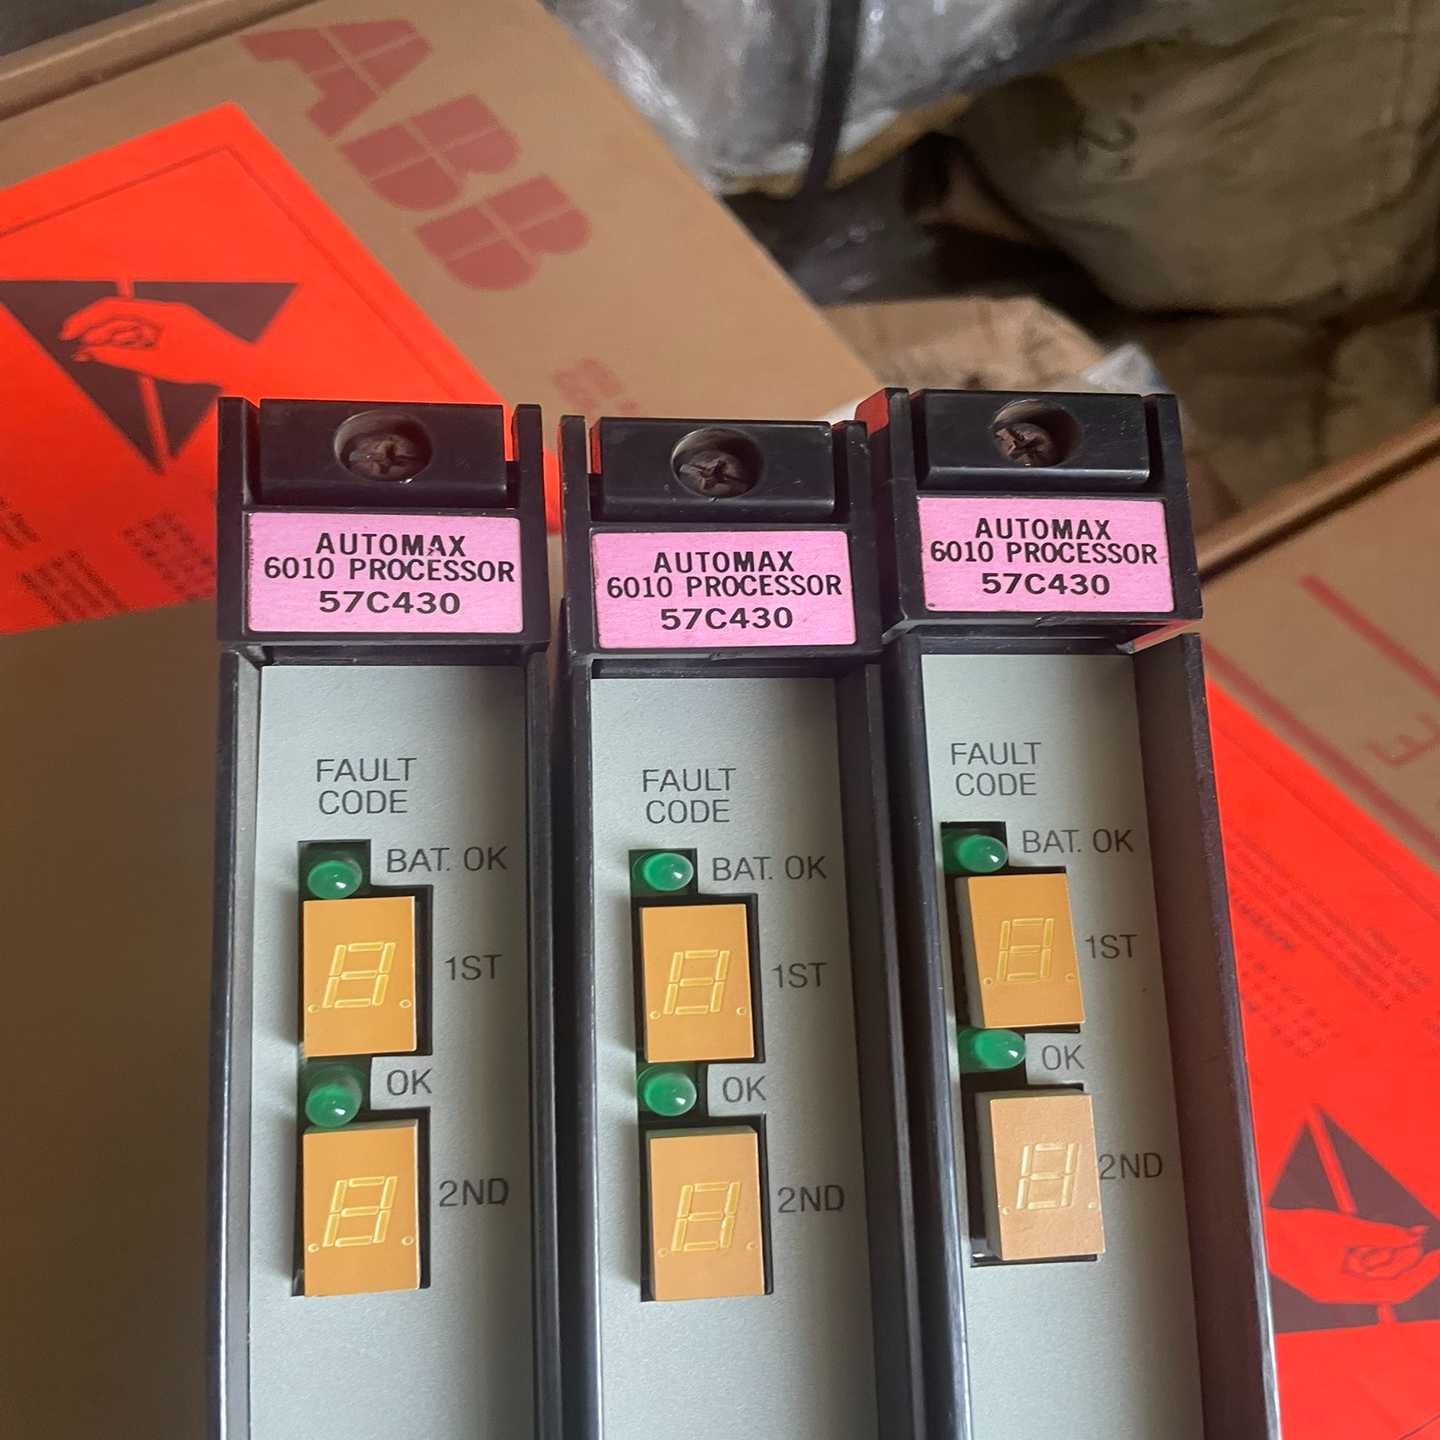 ABB
AUTOMAX
6010 PROCESSOR
57C430
FAULT
CODE
BAT. OK
1ST
OK
2ND
AUTOMAX
6010 PROCESSOR
57C430
FAULT
CODE
BAT. OK
1ST
OK
2ND
AUTOMAX
6010 PROCESSOR
57C430
FAULT
CODE
BAT. OK
1ST
OK
2ND